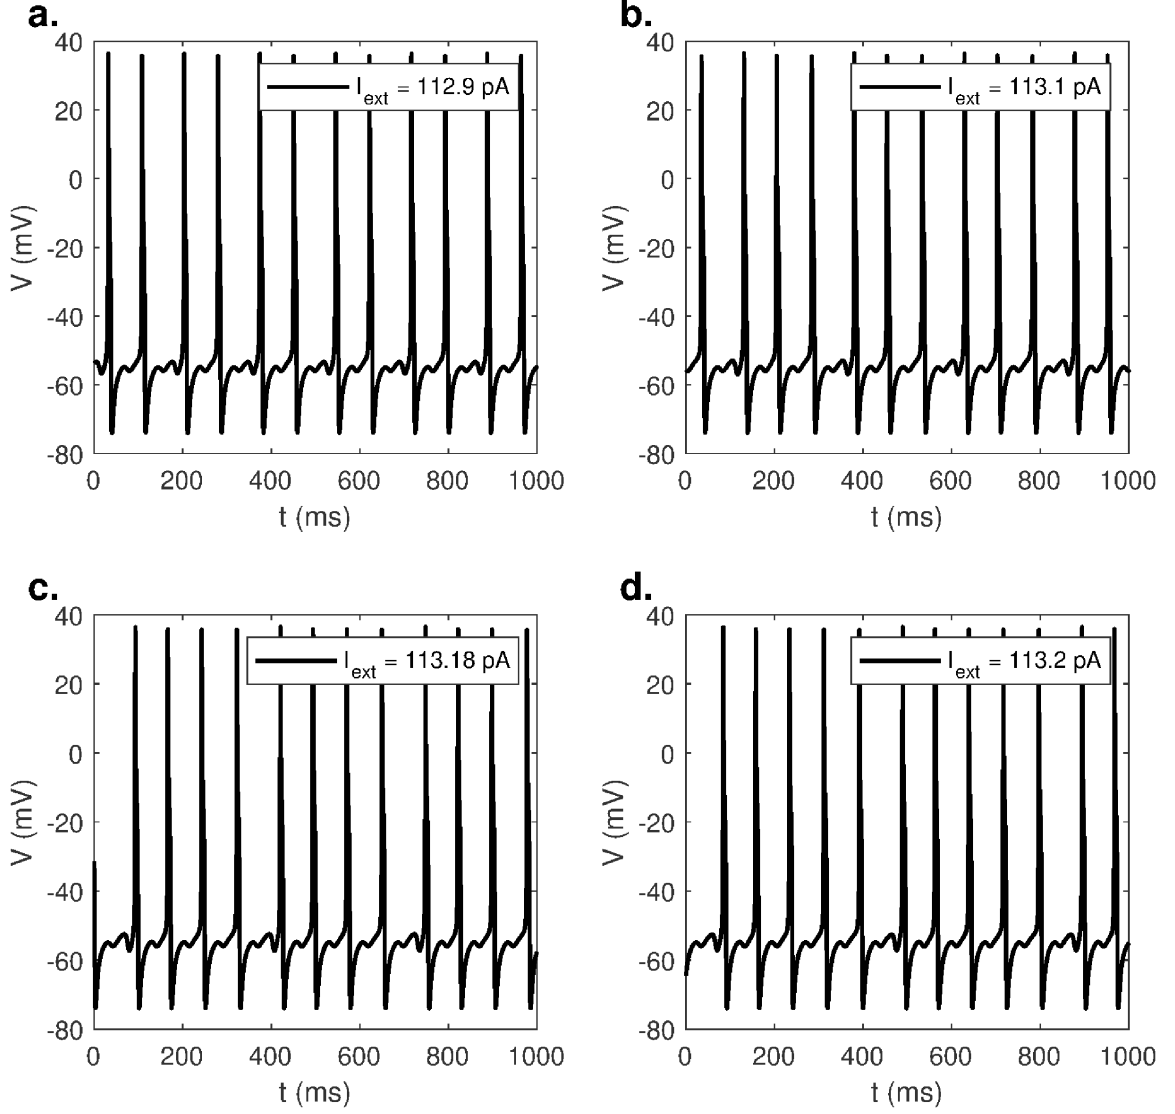 a.
40
20
0
-20
-40
-60
-80
V (mV)
I_ext = 112.9 pA
0 200 400 600 800 1000
t (ms)
b.
40
20
0
-20
-40
-60
-80
V (mV)
I_ext = 113.1 pA
0 200 400 600 800 1000
t (ms)
c.
40
20
0
-20
-40
-60
-80
V (mV)
I_ext = 113.18 pA
0 200 400 600 800 1000
t (ms)
d.
40
20
0
-20
-40
-60
-80
V (mV)
I_ext = 113.2 pA
0 200 400 600 800 1000
t (ms)